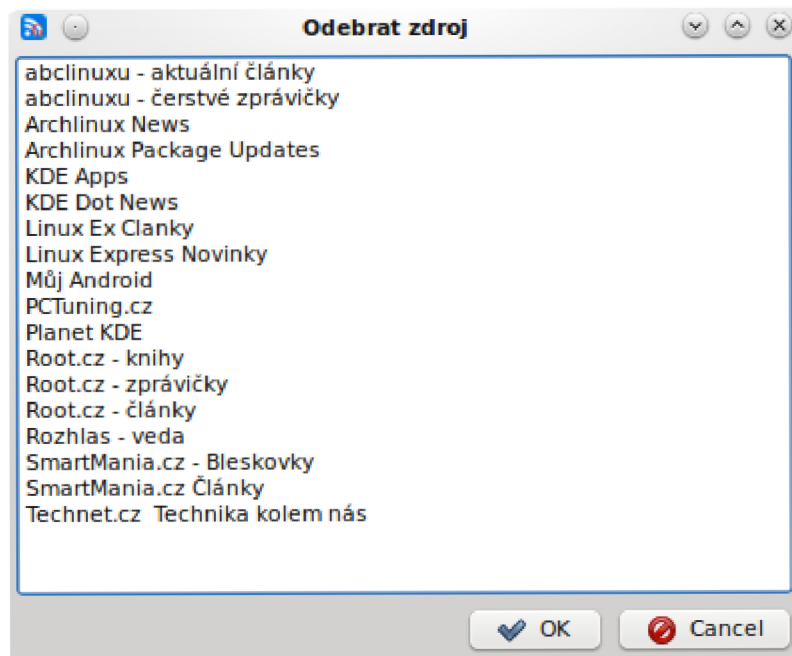 Odebrat zdroj
abclinuxu - aktuální články
abclinuxu - čerstvé zprávičky
Archlinux News
Archlinux Package Updates
KDE Apps
KDE Dot News
Linux Ex Clanky
Linux Express Novinky
Můj Android
PCTuning.cz
Planet KDE
Root.cz - knihy
Root.cz - zprávičky
Root.cz - články
Rozhlas - veda
SmartMania.cz - Bleskovky
SmartMania.cz Články
Technet.cz  Technika kolem nás
OK Cancel